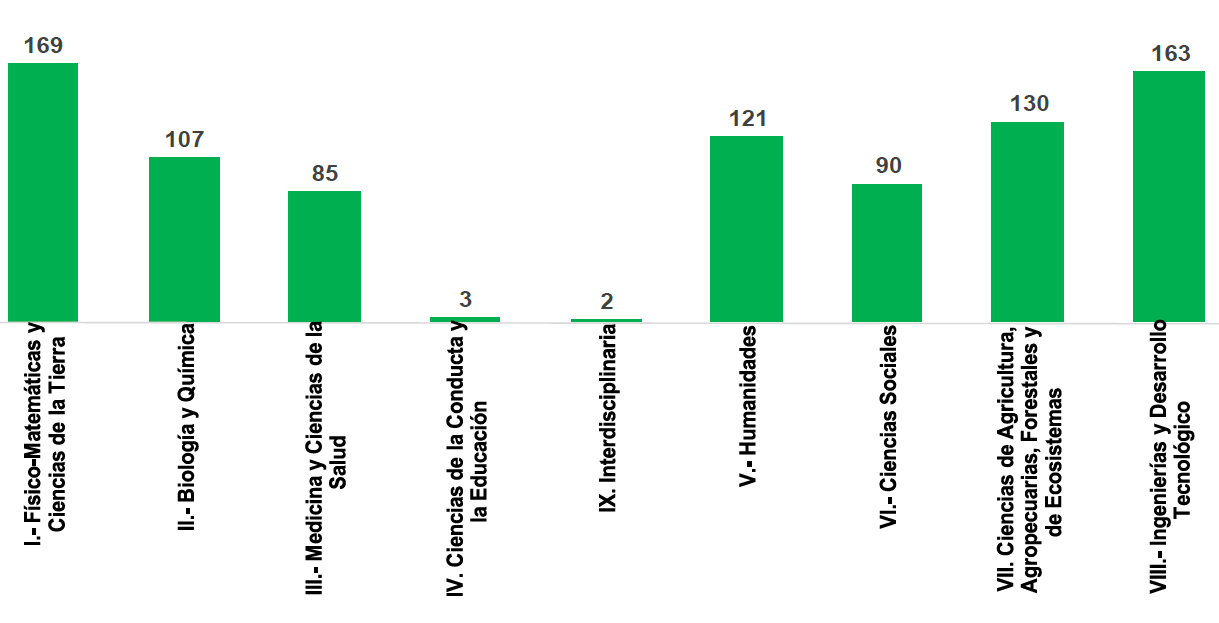 169
107
85
3
2
121
90
130
163
I.- Físico-Matemáticas y
Ciencias de la Tierra
II.- Biología y Química
III.- Medicina y Ciencias de la
Salud
IV. Ciencias de la Conducta y
la Educación
IX. Interdisciplinaria
V.- Humanidades
VI.- Ciencias Sociales
VII. Ciencias de Agricultura,
Agropecuarias, Forestales y
de Ecosistemas
VIII.- Ingenierías y Desarrollo
Tecnológico